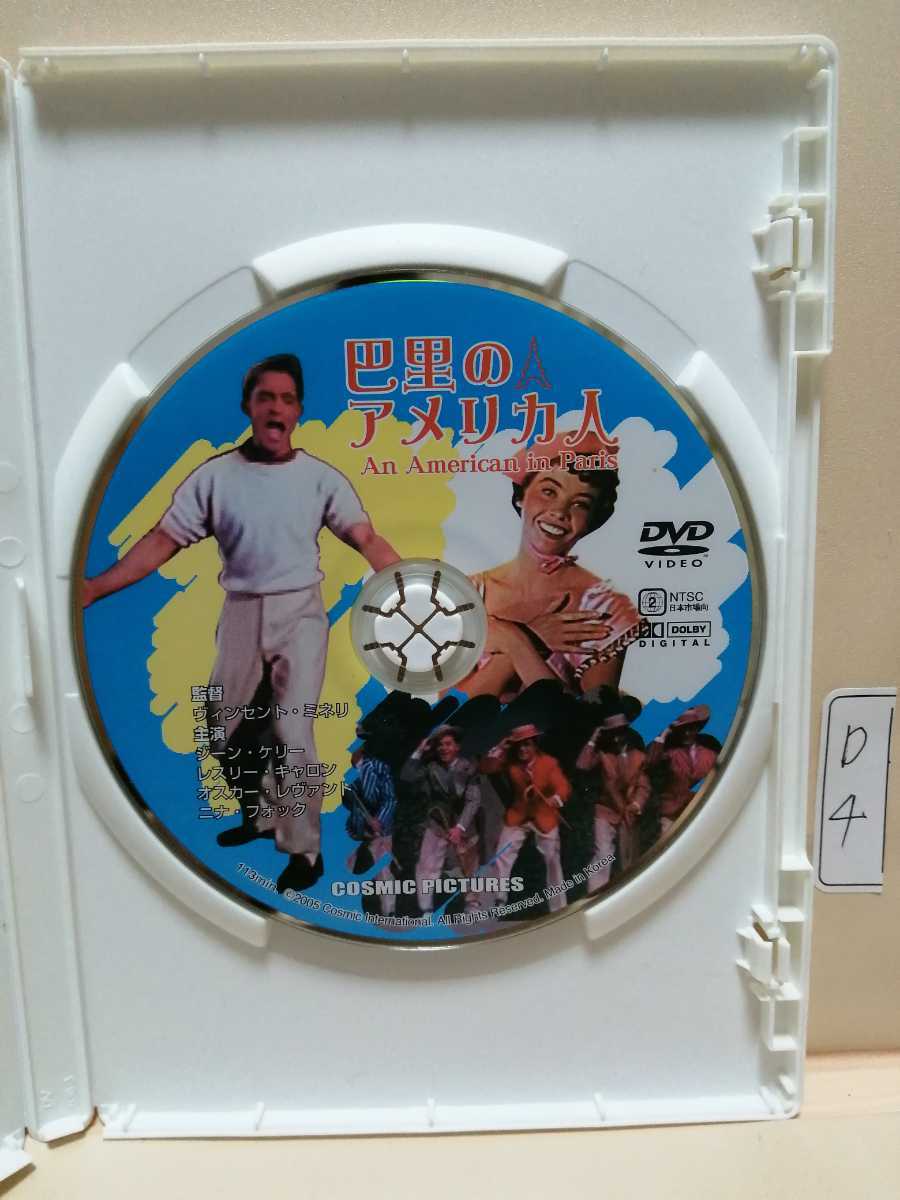 巴里の
アメリカ人
An American in Paris
DVD
VIDEO
2 NTSC
日本市場向
DOLBY
DIGITAL
監督
ヴィンセント・ミネリ
主演
ジーン・ケリー
レスリー・キャロン
オスカー・レヴァント
ニナ・フォック
COSMIC PICTURES
113min. ©2005 Cosmic International. All Rights Reserved. Made in Korea
D
4